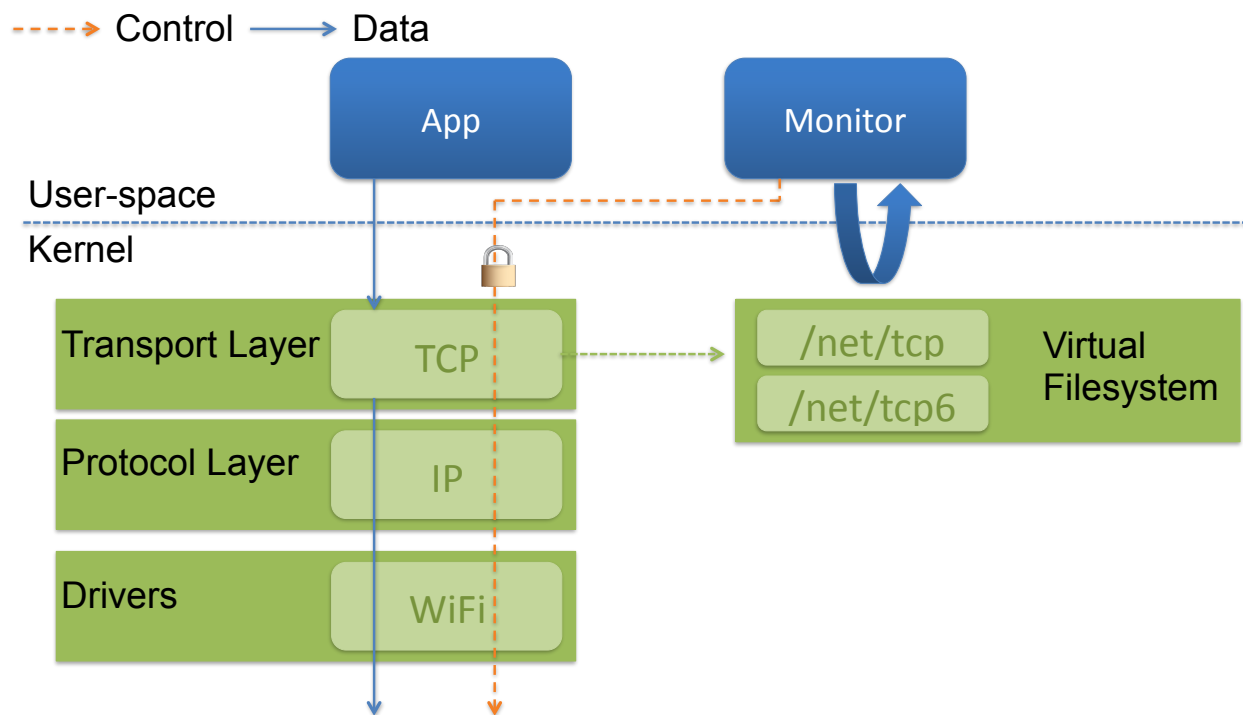 Control
Data
App
Monitor
User-space
Kernel
Transport Layer
TCP
/net/tcp
/net/tcp6
Virtual
Filesystem
Protocol Layer
IP
Drivers
WiFi